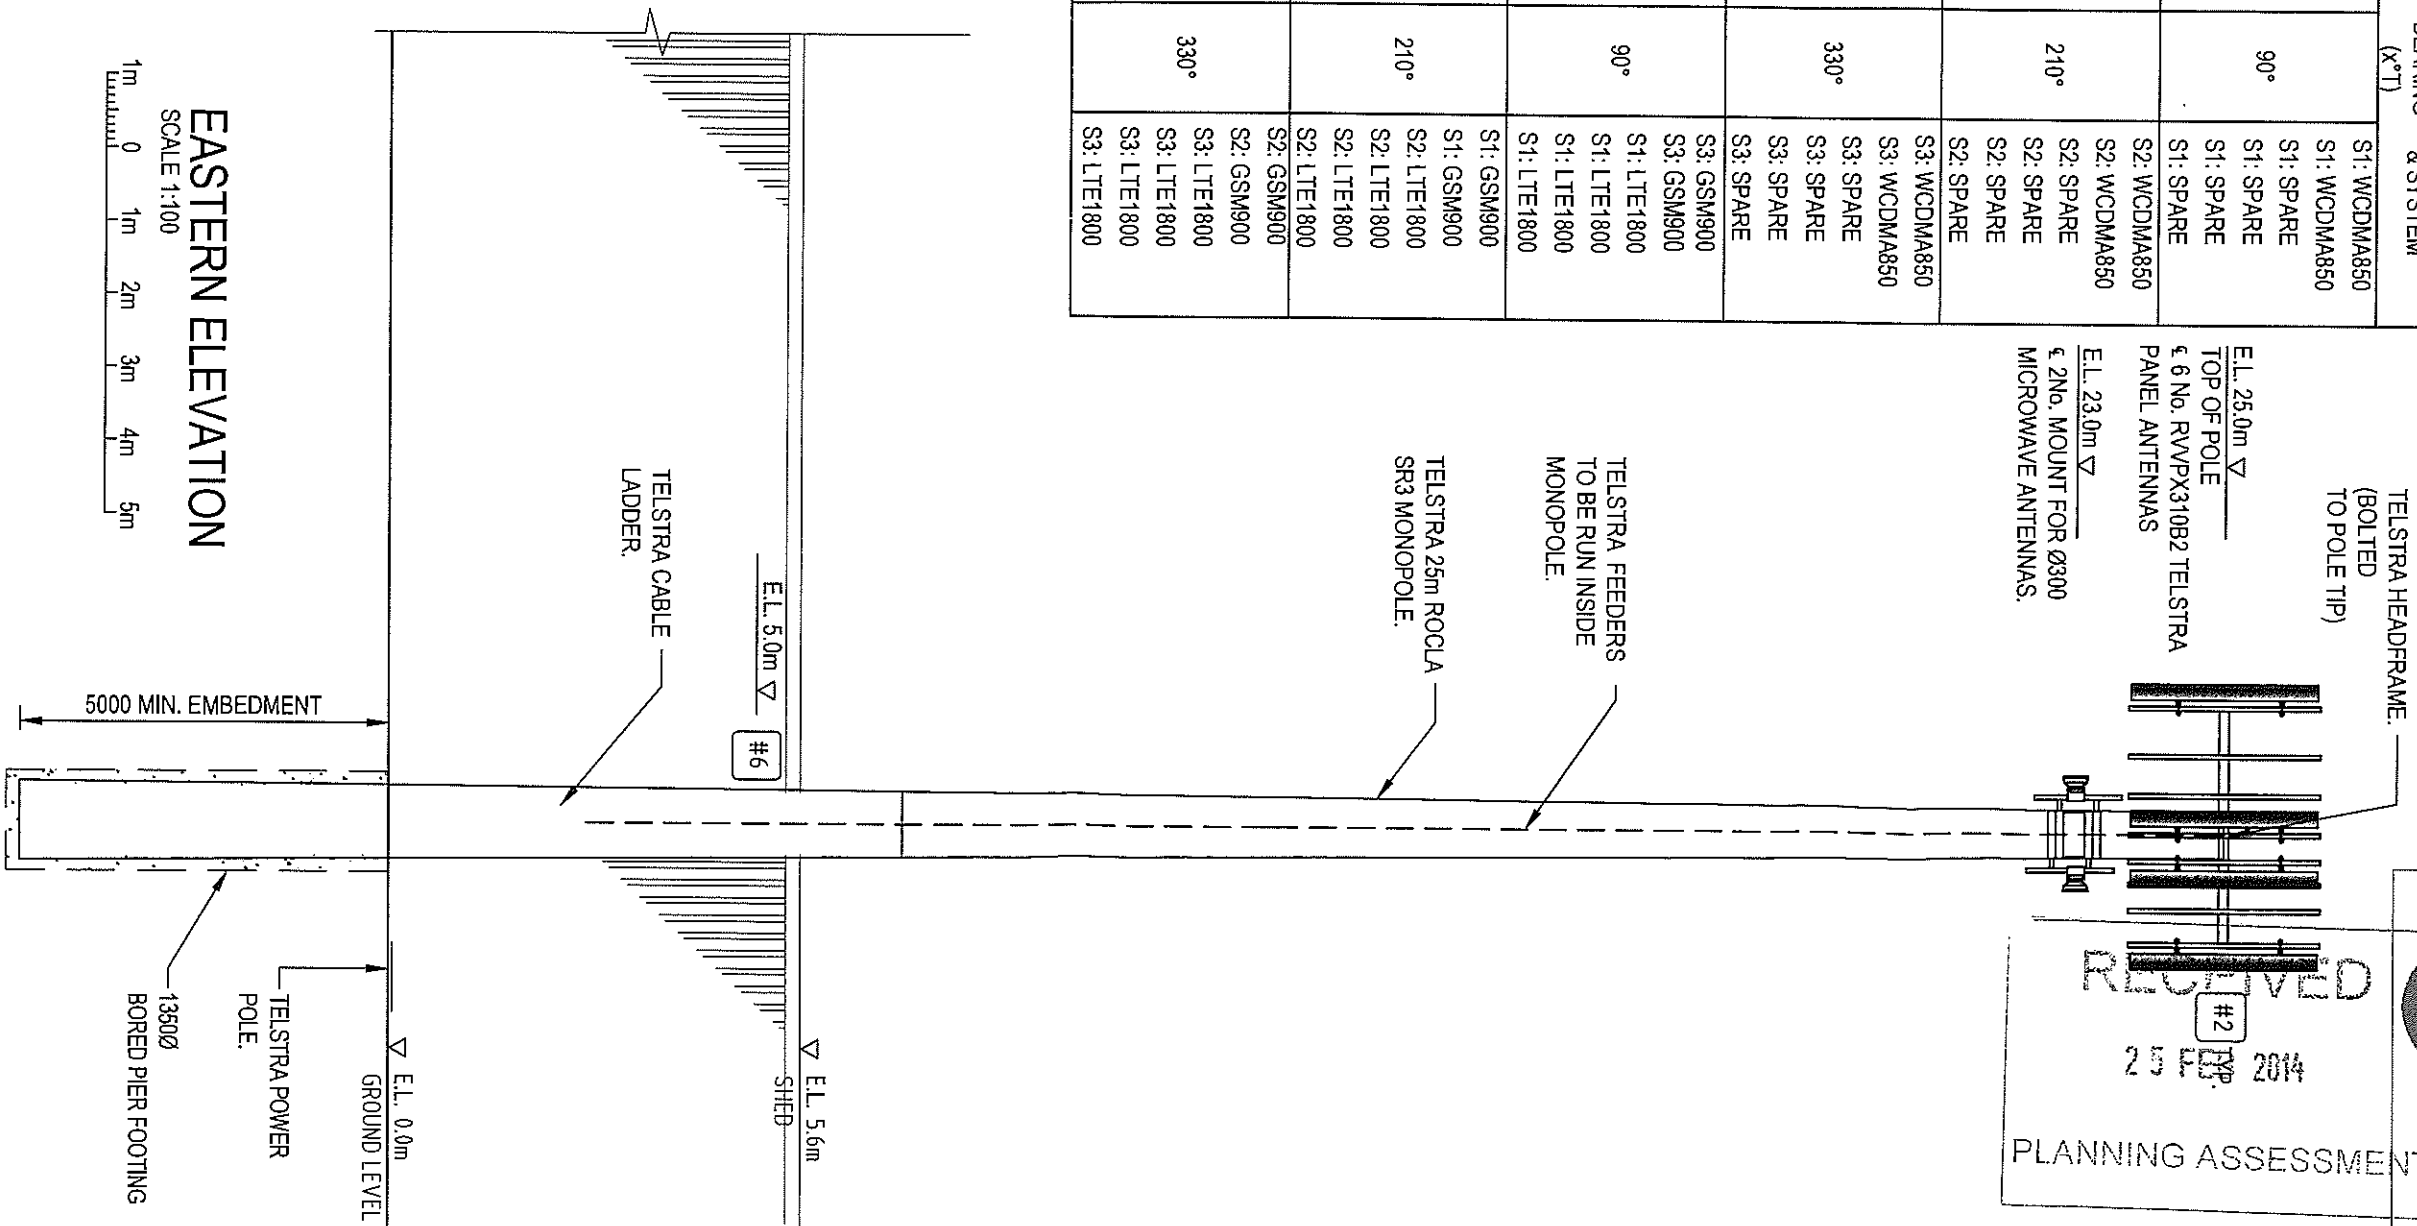 (x°T)
& SYSTEM
90°
S1: WCDMA850
S1: WCDMA850
S1: SPARE
S1: SPARE
S1: SPARE
S1: SPARE
210°
S2: WCDMA850
S2: WCDMA850
S2: SPARE
S2: SPARE
S2: SPARE
S2: SPARE
330°
S3: WCDMA850
S3: WCDMA850
S3: SPARE
S3: SPARE
S3: SPARE
S3: SPARE
90°
S3: GSM900
S3: GSM900
S1: LTE1800
S1: LTE1800
S1: LTE1800
S1: LTE1800
210°
S1: GSM900
S1: GSM900
S2: LTE1800
S2: LTE1800
S2: LTE1800
S2: LTE1800
330°
S2: GSM900
S2: GSM900
S3: LTE1800
S3: LTE1800
S3: LTE1800
S3: LTE1800
TELSTRA HEADFRAME.
(BOLTED
TO POLE TIP)
E.L. 25.0m
TOP OF POLE
℄ 6 No. RVVPX310B2 TELSTRA
PANEL ANTENNAS
E.L. 23.0m
℄ 2No. MOUNT FOR Ø300
MICROWAVE ANTENNAS.
#2
TYP
RECEIVED
25 FEB 2014
PLANNING ASSESSMENT
TELSTRA FEEDERS
TO BE RUN INSIDE
MONOPOLE.
TELSTRA 25m ROCLA
SR3 MONOPOLE.
E.L. 5.0m
#6
E.L. 5.6m
SHED
TELSTRA CABLE
LADDER.
E.L. 0.0m
GROUND LEVEL
TELSTRA POWER
POLE.
1350Ø
BORED PIER FOOTING
5000 MIN. EMBEDMENT
EASTERN ELEVATION
SCALE 1:100
1m 0 1m 2m 3m 4m 5m